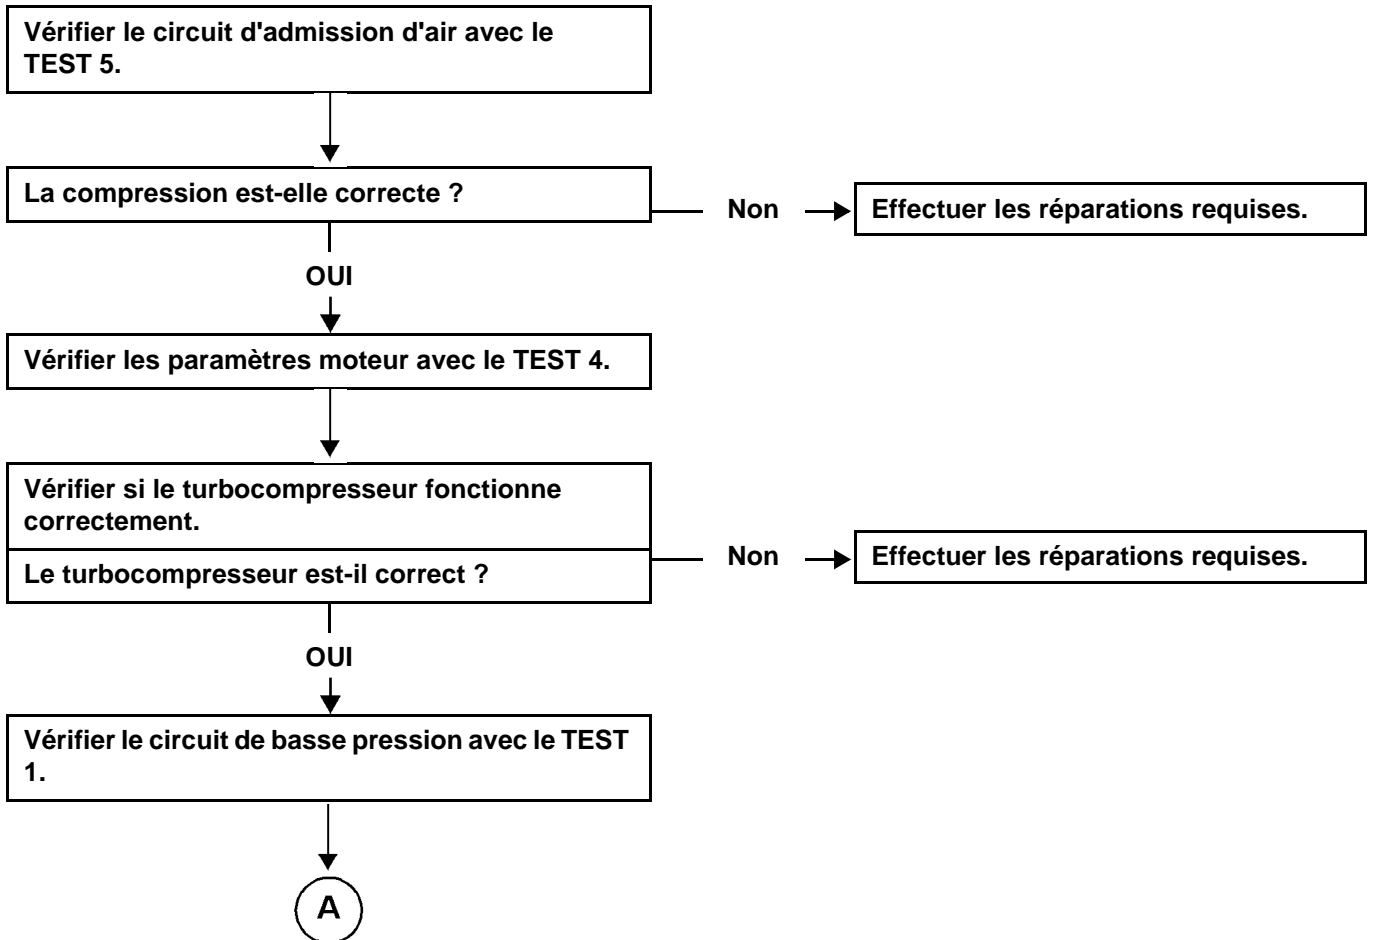 Vérifier le circuit d'admission d'air avec le
TEST 5.
La compression est-elle correcte ?
Non
Effectuer les réparations requises.
OUI
Vérifier les paramètres moteur avec le TEST 4.
Vérifier si le turbocompresseur fonctionne
correctement.
Le turbocompresseur est-il correct ?
Non
Effectuer les réparations requises.
OUI
Vérifier le circuit de basse pression avec le TEST
1.
A